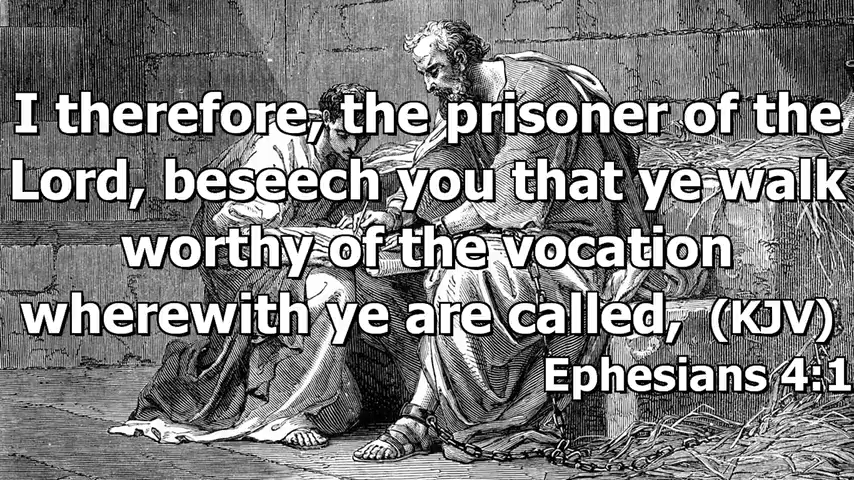 I therefore, the prisoner of the
Lord, beseech you that ye walk
worthy of the vocation
wherewith ye are called, (KJV)
Ephesians 4:1